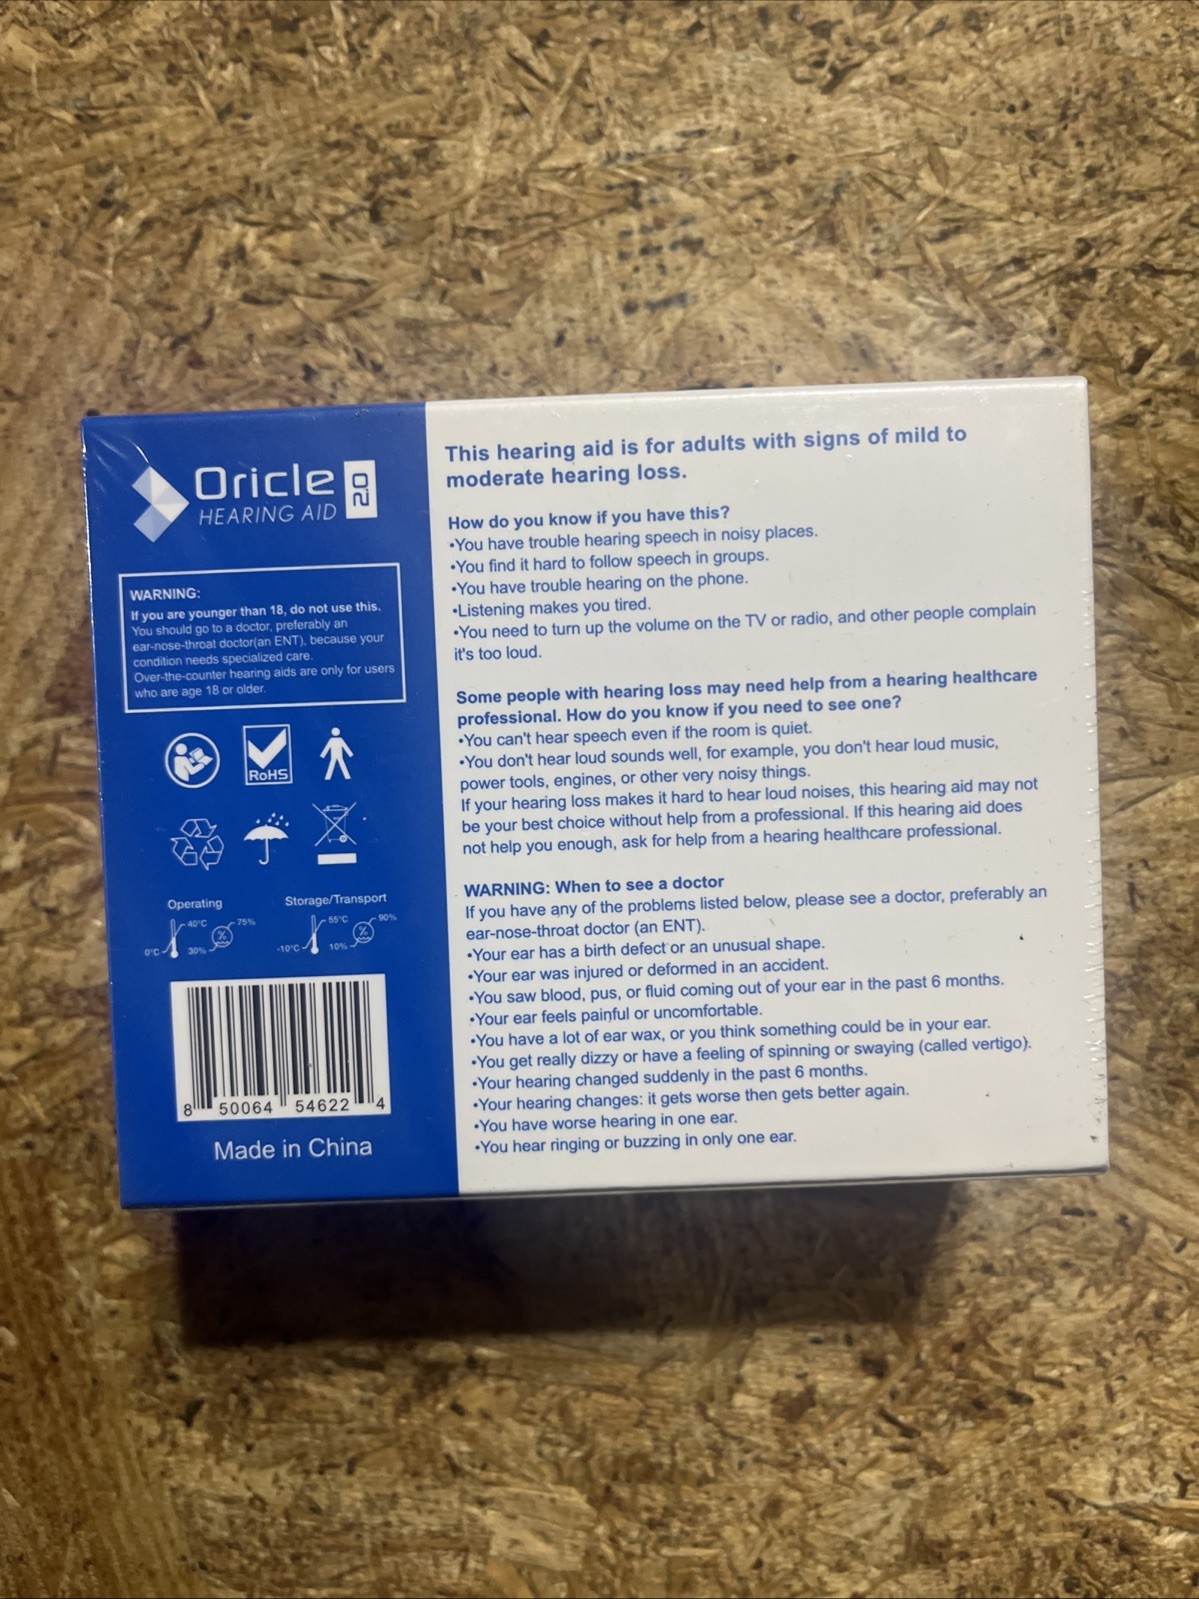 Oricle 2.0
HEARING AID
WARNING:
If you are younger than 18, do not use this.
You should go to a doctor, preferably an
ear-nose-throat doctor(an ENT), because your
condition needs specialized care.
Over-the-counter hearing aids are only for users
who are age 18 or older.
RoHS
Operating
40°C
75%
%
0°C
30%
Storage/Transport
55°C
90%
%
-10°C
10%
8 50064 54622 4
Made in China
This hearing aid is for adults with signs of mild to
moderate hearing loss.
How do you know if you have this?
•You have trouble hearing speech in noisy places.
•You find it hard to follow speech in groups.
•You have trouble hearing on the phone.
•Listening makes you tired.
•You need to turn up the volume on the TV or radio, and other people complain
it's too loud.
Some people with hearing loss may need help from a hearing healthcare
professional. How do you know if you need to see one?
•You can't hear speech even if the room is quiet.
•You don't hear loud sounds well, for example, you don't hear loud music,
power tools, engines, or other very noisy things.
If your hearing loss makes it hard to hear loud noises, this hearing aid may not
be your best choice without help from a professional. If this hearing aid does
not help you enough, ask for help from a hearing healthcare professional.
WARNING: When to see a doctor
If you have any of the problems listed below, please see a doctor, preferably an
ear-nose-throat doctor (an ENT).
•Your ear has a birth defect or an unusual shape.
•Your ear was injured or deformed in an accident.
•You saw blood, pus, or fluid coming out of your ear in the past 6 months.
•Your ear feels painful or uncomfortable.
•You have a lot of ear wax, or you think something could be in your ear.
•You get really dizzy or have a feeling of spinning or swaying (called vertigo).
•Your hearing changed suddenly in the past 6 months.
•Your hearing changes: it gets worse then gets better again.
•You have worse hearing in one ear.
•You hear ringing or buzzing in only one ear.